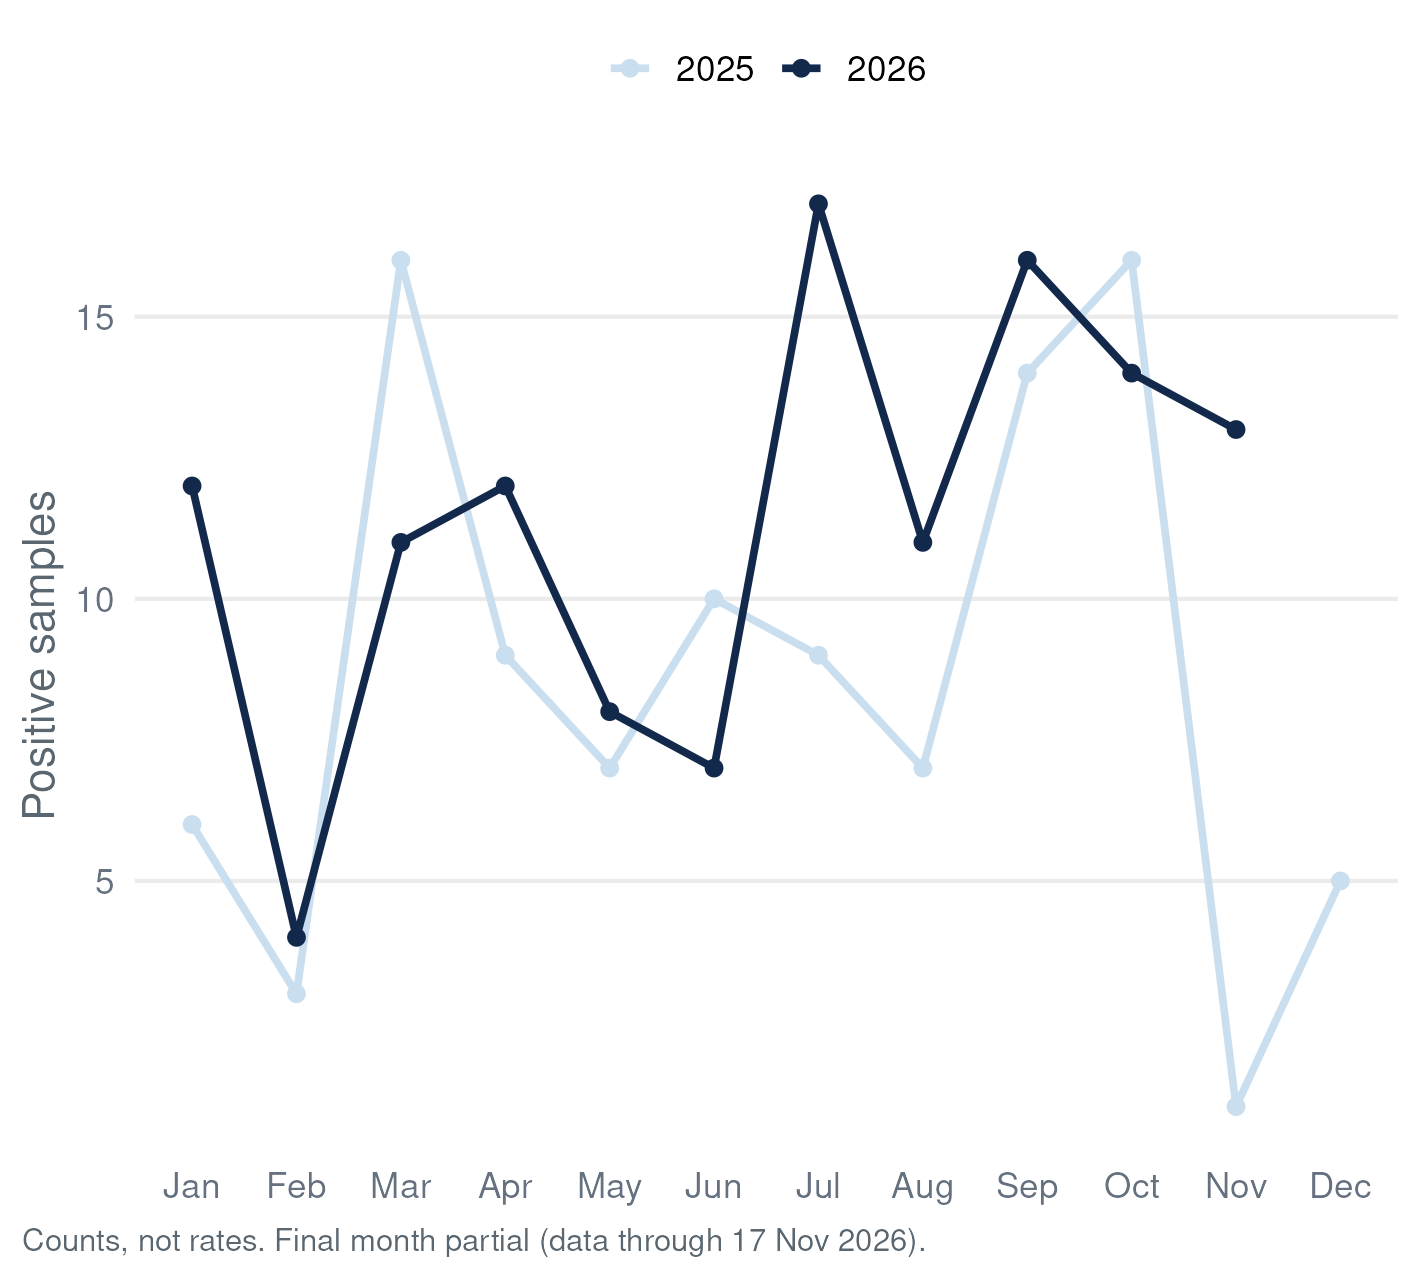 2025 2026
Positive samples
15
10
5
Jan Feb Mar Apr May Jun Jul Aug Sep Oct Nov Dec
Counts, not rates. Final month partial (data through 17 Nov 2026).